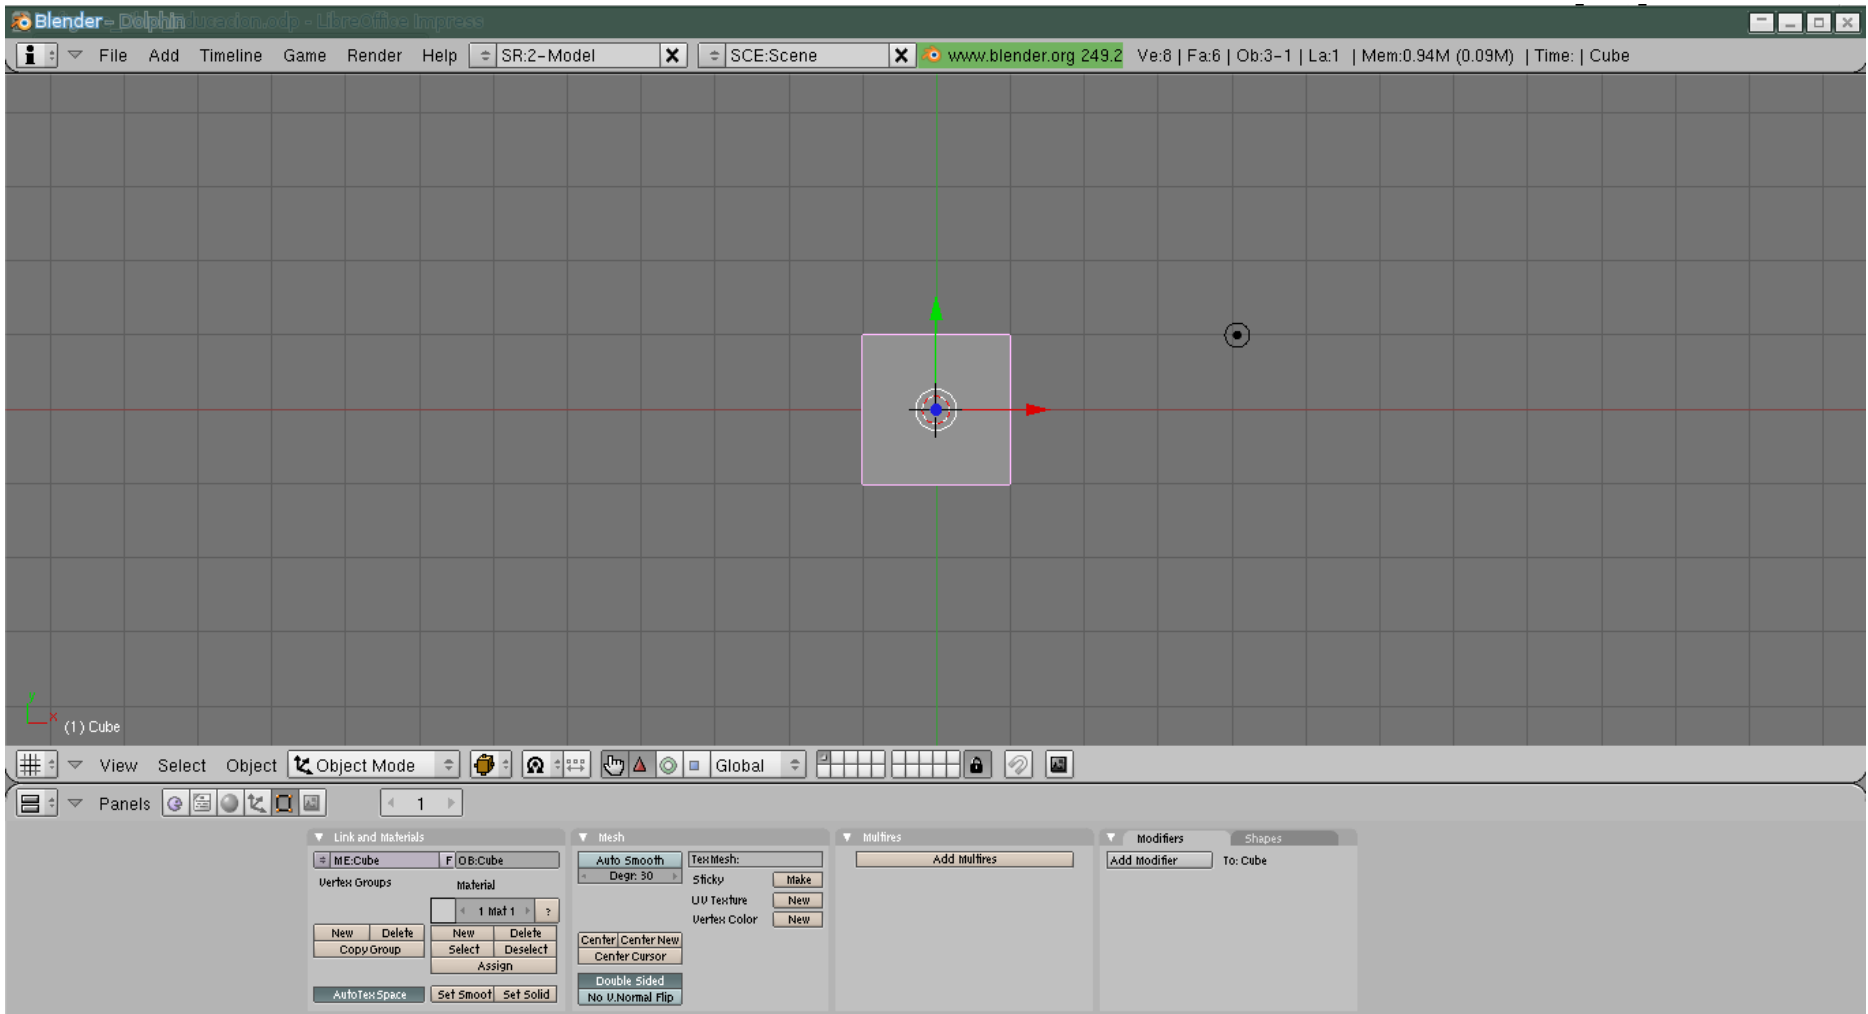 Blender - Dolphin ducacion.odp - LibreOffice Impress
File Add Timeline Game Render Help SR:2-Model SCE:Scene www.blender.org 249.2 Ve:8 | Fa:6 | Ob:3-1 | La:1 | Mem:0.94M (0.09M) | Time: | Cube
y
x
(1) Cube
View Select Object Object Mode Global
Panels 1
Link and Materials Mesh Multires Modifiers Shapes
ME:Cube F OB:Cube Auto Smooth TexMesh: Add Multires Add Modifier To: Cube
Degr: 30 Sticky Make
Vertex Groups Material
UV Texture New
1 Mat 1 ?
Vertex Color New
New Delete New Delete
Center Center New
Copy Group Select Deselect
Center Cursor
Assign
Double Sided
AutoTexSpace Set Smoot Set Solid No V.Normal Flip